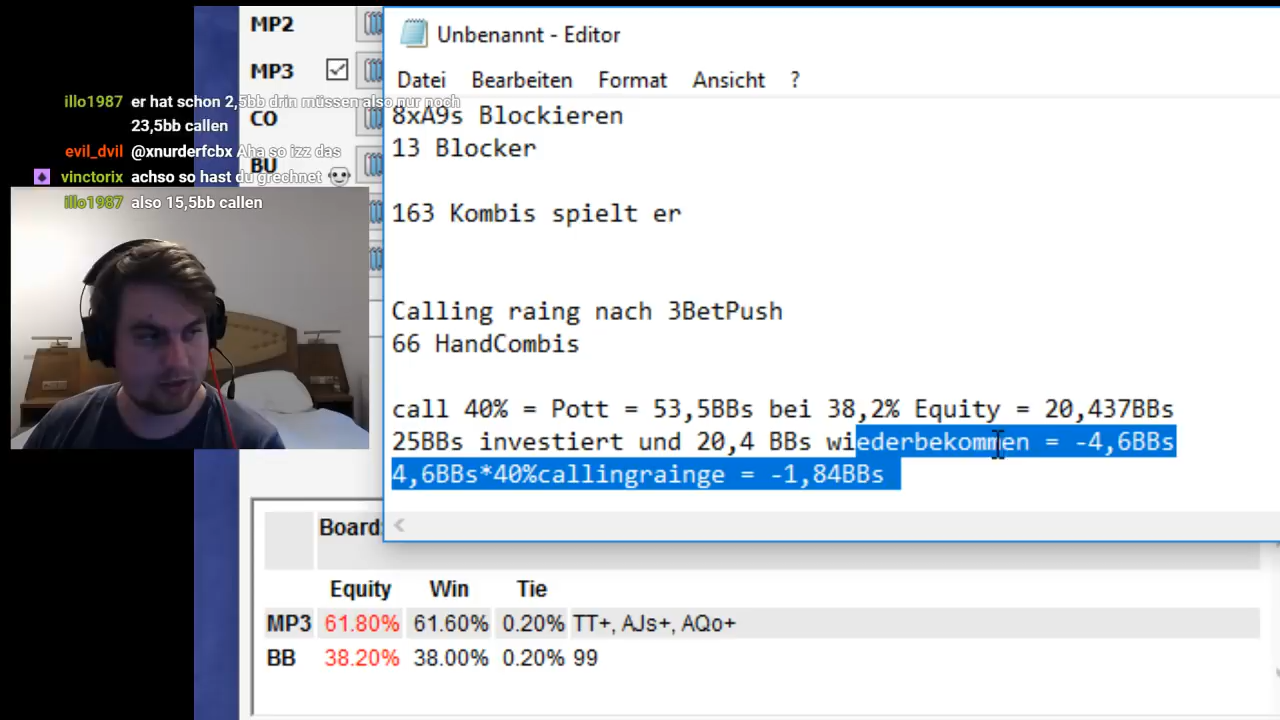 MP2
MP3
CO
BU
illo1987 er hat schon 2,5bb drin müssen also nur noch
23,5bb callen
evil_dvil @xnurderfcbx Aha so izz das
vinctorix achso so hast du grechnet
illo1987 also 15,5bb callen
Unbenannt - Editor
Datei Bearbeiten Format Ansicht ?
8xA9s Blockieren
13 Blocker
163 Kombis spielt er
Calling raing nach 3BetPush
66 HandCombis
call 40% = Pott = 53,5BBs bei 38,2% Equity = 20,437BBs
25BBs investiert und 20,4 BBs wiederbekommen = -4,6BBs
4,6BBs*40%callingrainge = -1,84BBs
Board:
Equity Win Tie
MP3 61.80% 61.60% 0.20% TT+, AJs+, AQo+
BB 38.20% 38.00% 0.20% 99